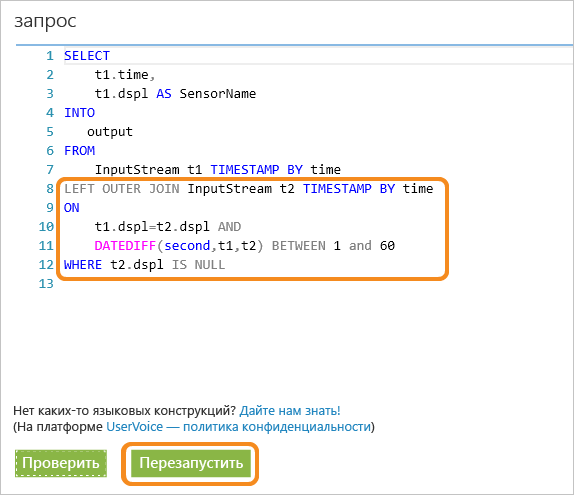 запрос
1 SELECT
2 t1.time,
3 t1.dspl AS SensorName
4 INTO
5 output
6 FROM
7 InputStream t1 TIMESTAMP BY time
8 LEFT OUTER JOIN InputStream t2 TIMESTAMP BY time
9 ON
10 t1.dspl=t2.dspl AND
11 DATEDIFF(second,t1,t2) BETWEEN 1 and 60
12 WHERE t2.dspl IS NULL
13
Нет каких-то языковых конструкций? Дайте нам знать!
(На платформе UserVoice — политика конфиденциальности)
Проверить Перезапустить